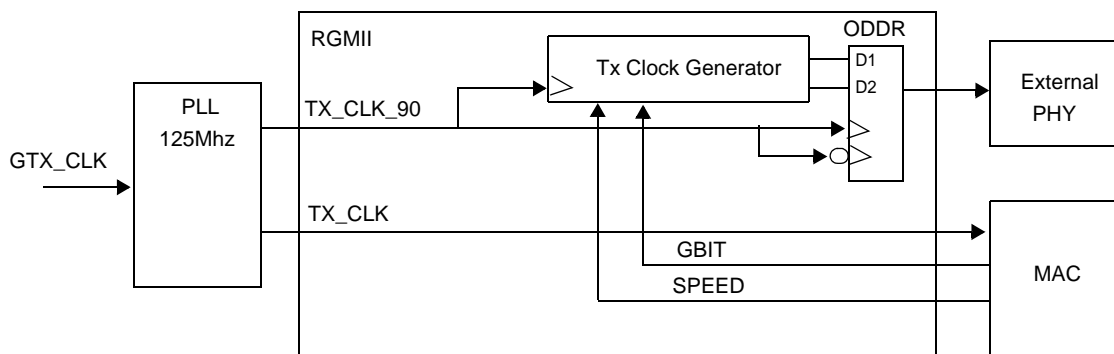 RGMII
ODDR
Tx Clock Generator
D1
D2
External
PHY
PLL
125Mhz
TX_CLK_90
GTX_CLK
TX_CLK
GBIT
SPEED
MAC